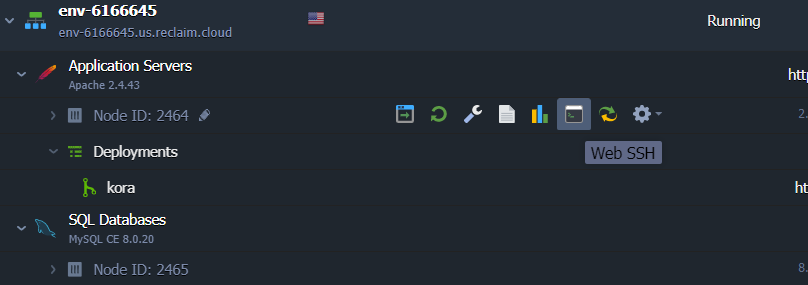 env-6166645
Running
env-6166645.us.reclaim.cloud
Application Servers
htt
Apache 2.4.43
Node ID: 2464
2.
Web SSH
Deployments
kora
ht
SQL Databases
MySQL CE 8.0.20
Node ID: 2465
8.